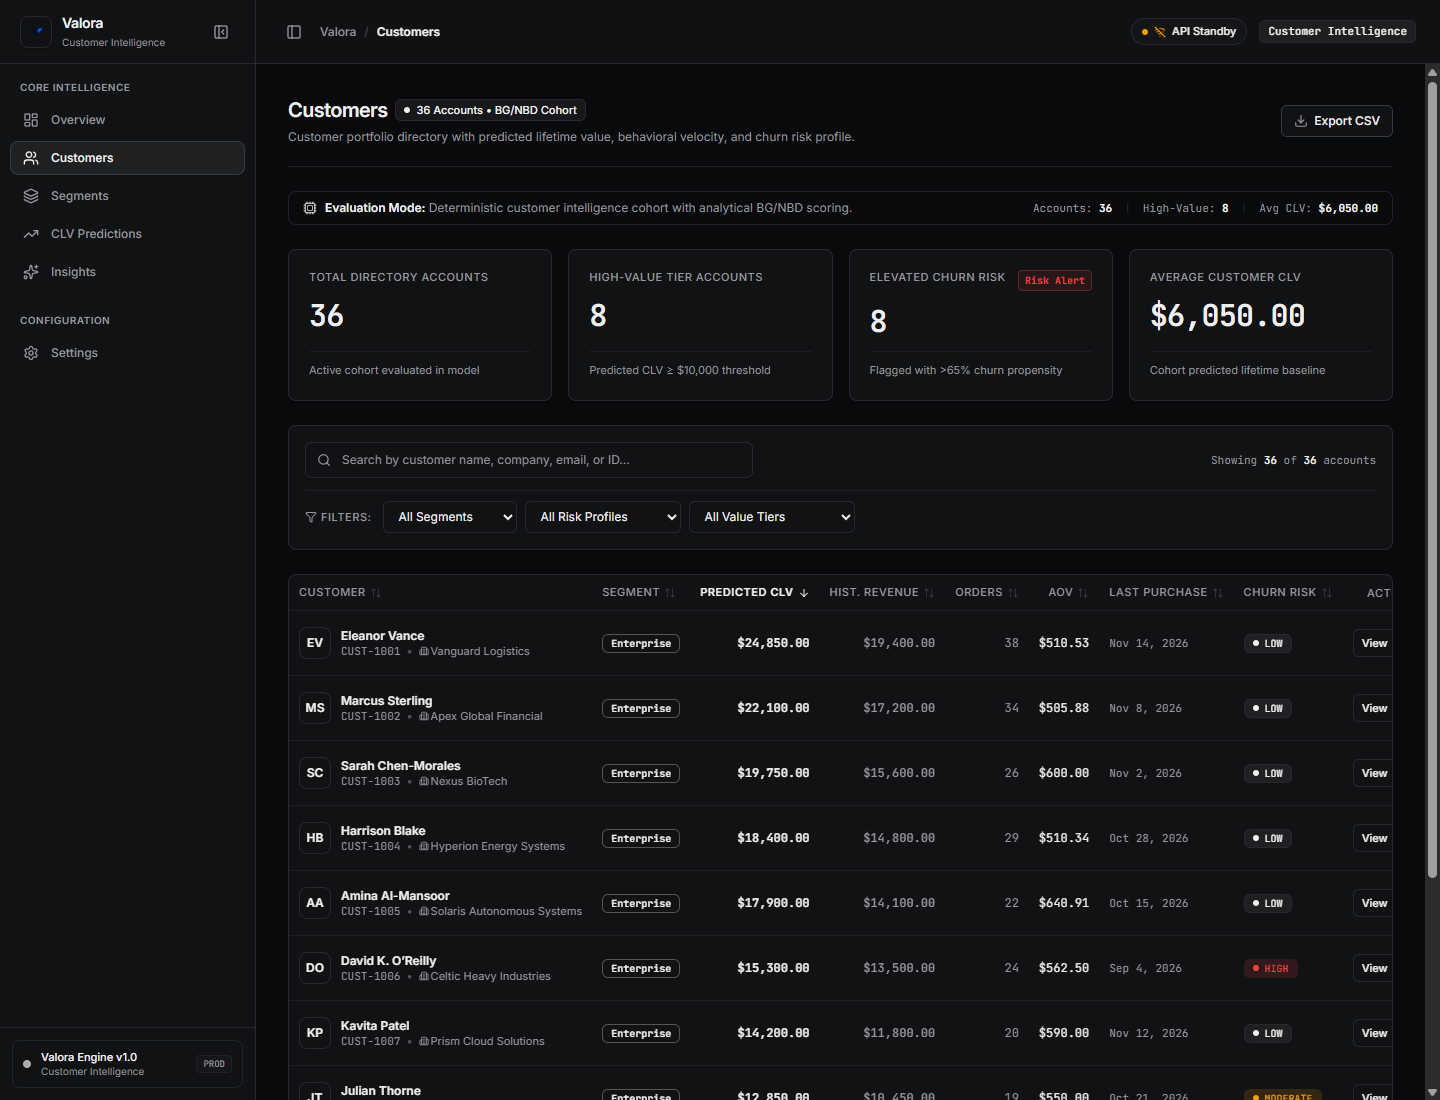 Valora
Customer Intelligence
CORE INTELLIGENCE
Overview
Customers
Segments
CLV Predictions
Insights
CONFIGURATION
Settings
Valora Engine v1.0
Customer Intelligence
PROD
Valora / Customers
API Standby
Customer Intelligence
Customers
36 Accounts • BG/NBD Cohort
Customer portfolio directory with predicted lifetime value, behavioral velocity, and churn risk profile.
Export CSV
Evaluation Mode: Deterministic customer intelligence cohort with analytical BG/NBD scoring.
Accounts: 36 | High-Value: 8 | Avg CLV: $6,050.00
TOTAL DIRECTORY ACCOUNTS
36
Active cohort evaluated in model
HIGH-VALUE TIER ACCOUNTS
8
Predicted CLV ≥ $10,000 threshold
ELEVATED CHURN RISK
Risk Alert
8
Flagged with >65% churn propensity
AVERAGE CUSTOMER CLV
$6,050.00
Cohort predicted lifetime baseline
Search by customer name, company, email, or ID...
Showing 36 of 36 accounts
FILTERS: All Segments All Risk Profiles All Value Tiers
CUSTOMER SEGMENT PREDICTED CLV HIST. REVENUE ORDERS AOV LAST PURCHASE CHURN RISK ACT
EV Eleanor Vance
CUST-1001 • Vanguard Logistics
Enterprise $24,850.00 $19,400.00 38 $510.53 Nov 14, 2026 LOW View
MS Marcus Sterling
CUST-1002 • Apex Global Financial
Enterprise $22,100.00 $17,200.00 34 $505.88 Nov 8, 2026 LOW View
SC Sarah Chen-Morales
CUST-1003 • Nexus BioTech
Enterprise $19,750.00 $15,600.00 26 $600.00 Nov 2, 2026 LOW View
HB Harrison Blake
CUST-1004 • Hyperion Energy Systems
Enterprise $18,400.00 $14,800.00 29 $510.34 Oct 28, 2026 LOW View
AA Amina Al-Mansoor
CUST-1005 • Solaris Autonomous Systems
Enterprise $17,900.00 $14,100.00 22 $640.91 Oct 15, 2026 LOW View
DO David K. O'Reilly
CUST-1006 • Celtic Heavy Industries
Enterprise $15,300.00 $13,500.00 24 $562.50 Sep 4, 2026 HIGH View
KP Kavita Patel
CUST-1007 • Prism Cloud Solutions
Enterprise $14,200.00 $11,800.00 20 $590.00 Nov 12, 2026 LOW View
JT Julian Thorne
Enterprise $12,850.00 $10,450.00 19 $550.00 Oct 21, 2026 MODERATE View